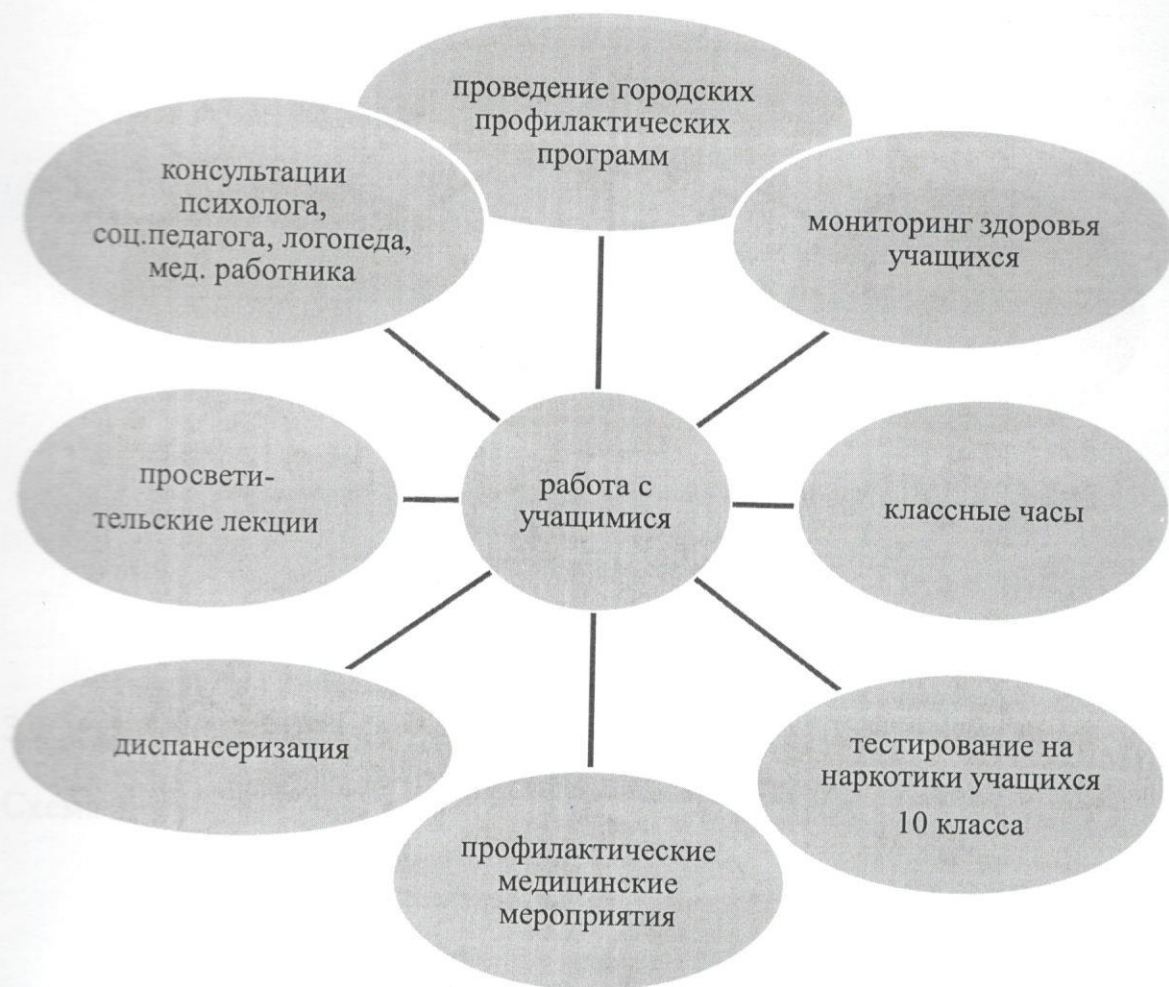 проведение городских
профилактических
программ
консультации
психолога,
соц.педагога, логопеда,
мед. работника
мониторинг здоровья
учащихся
просвети-
тельские лекции
работа с
учащимися
классные часы
диспансеризация
тестирование на
наркотики учащихся
10 класса
профилактические
медицинские
мероприятия